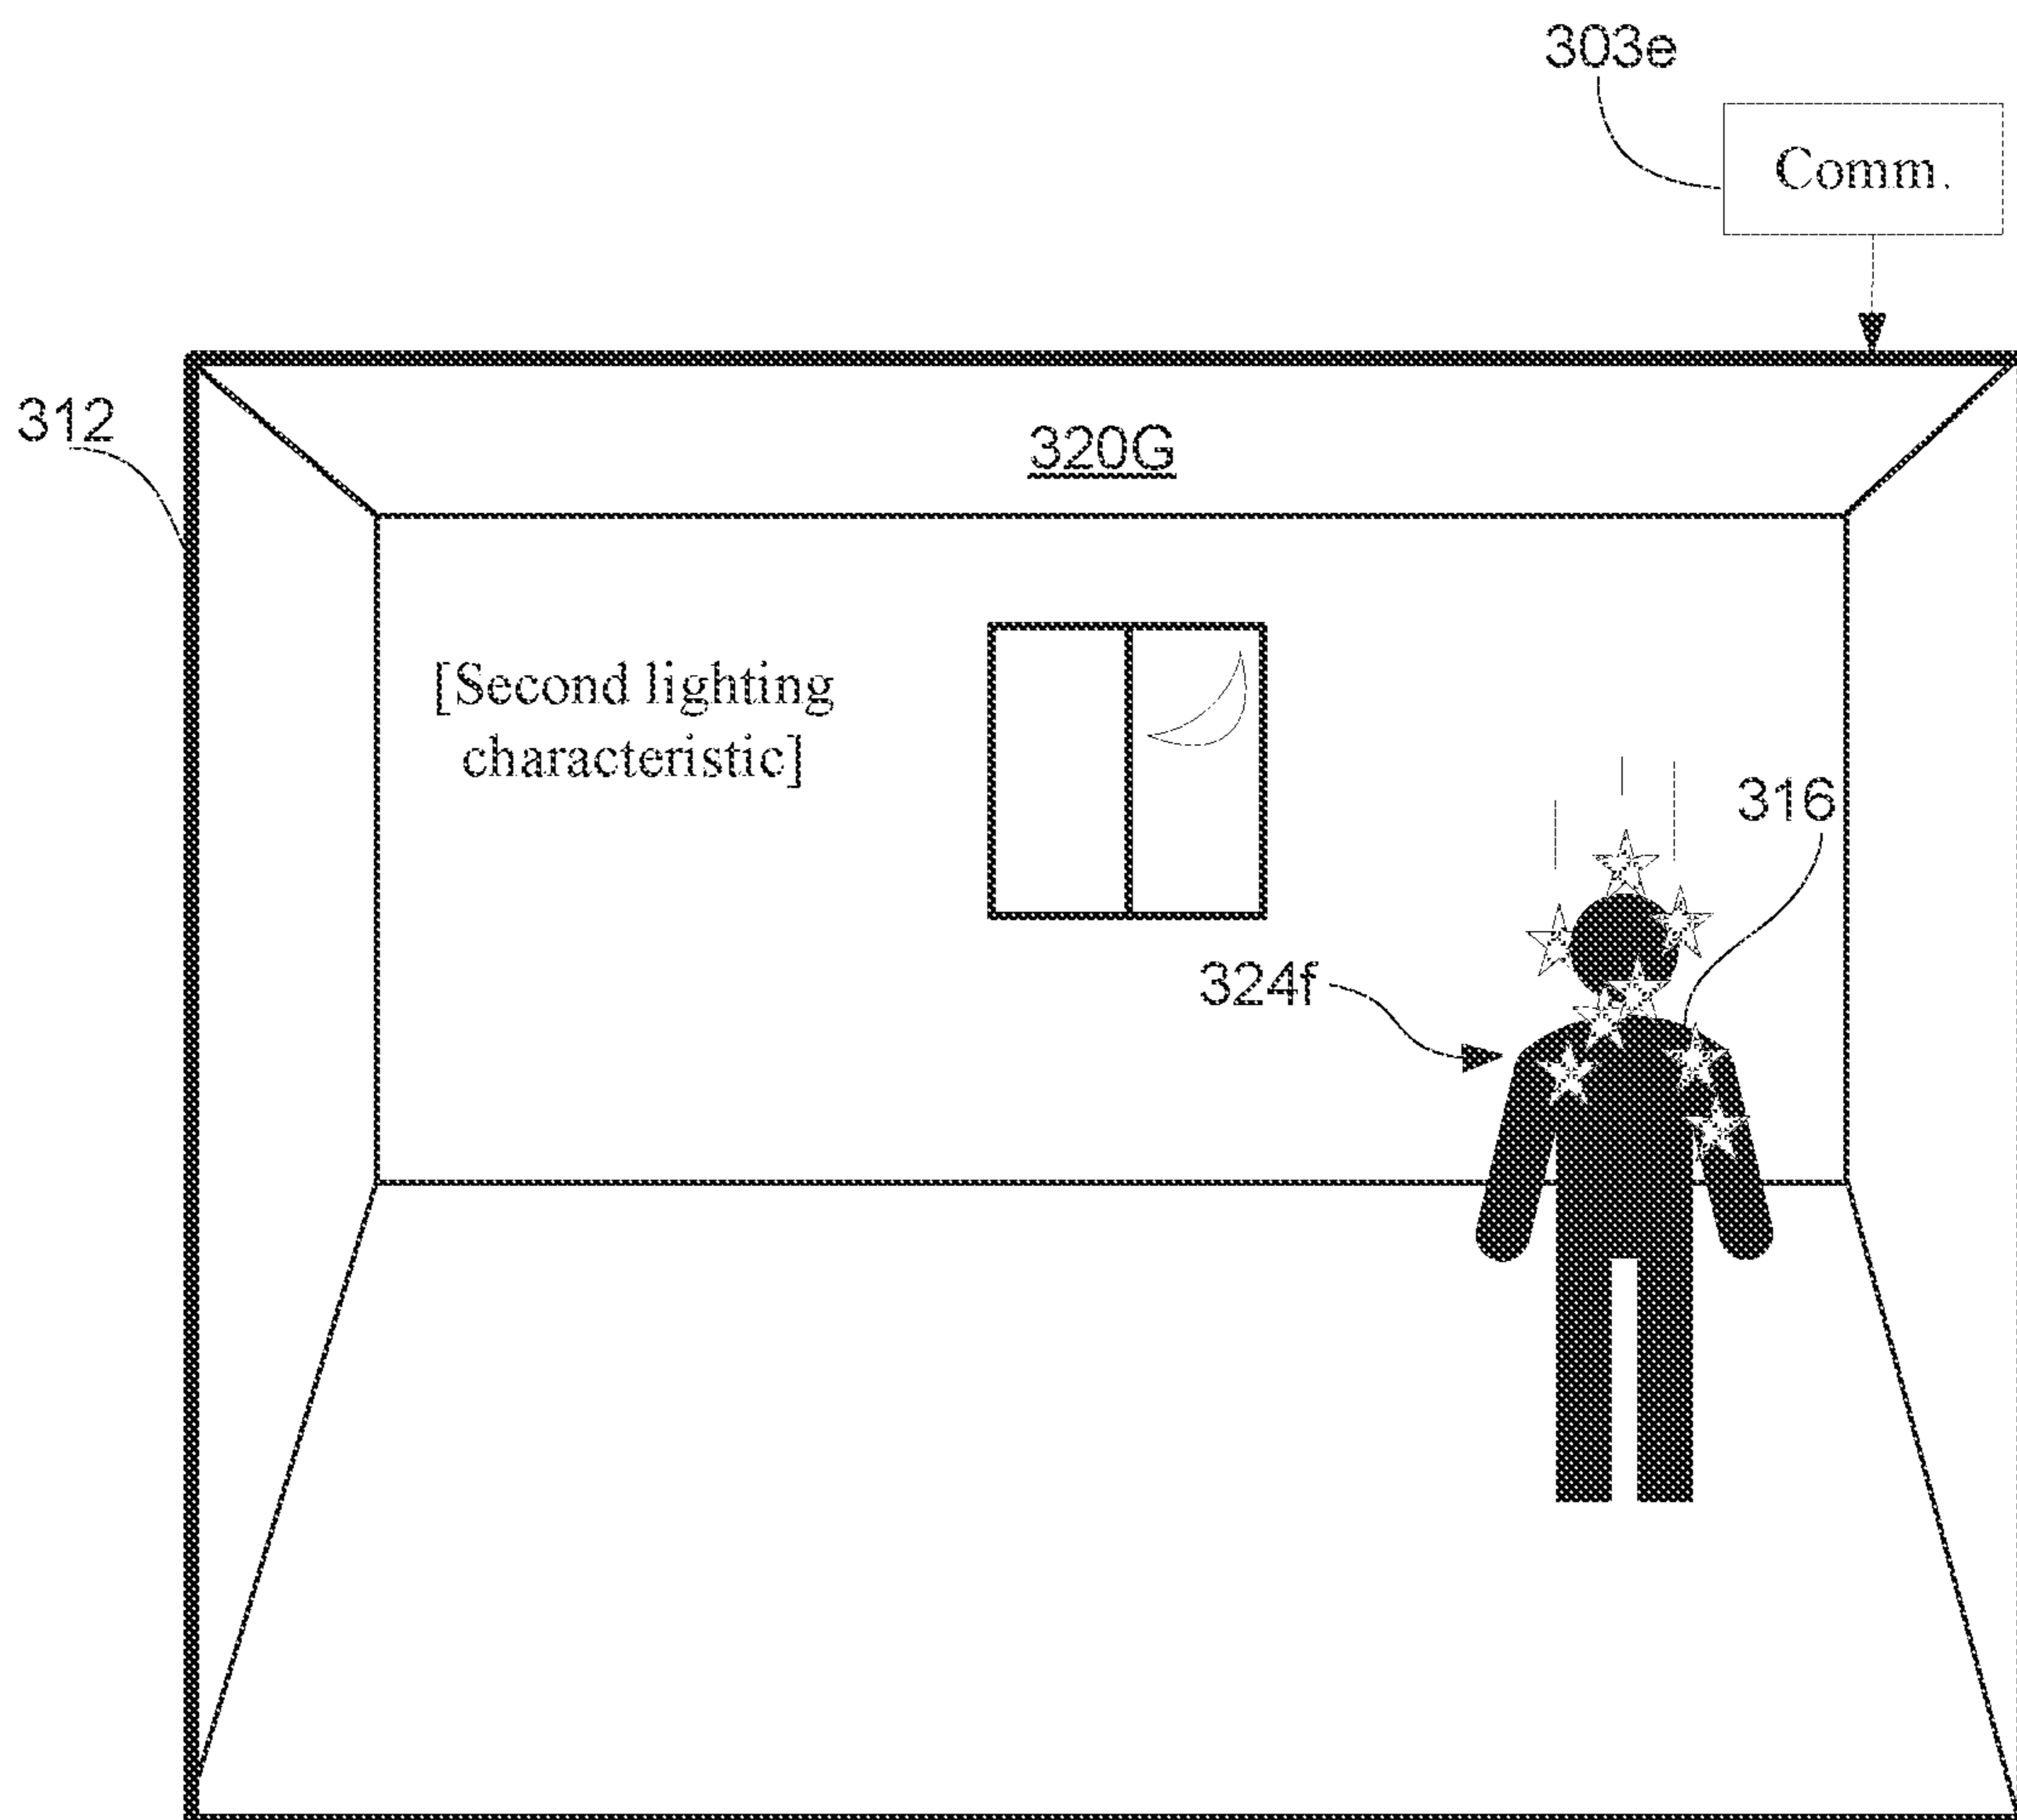 303e
Comm.
312
320G
[Second lighting
characteristic]
316
324f